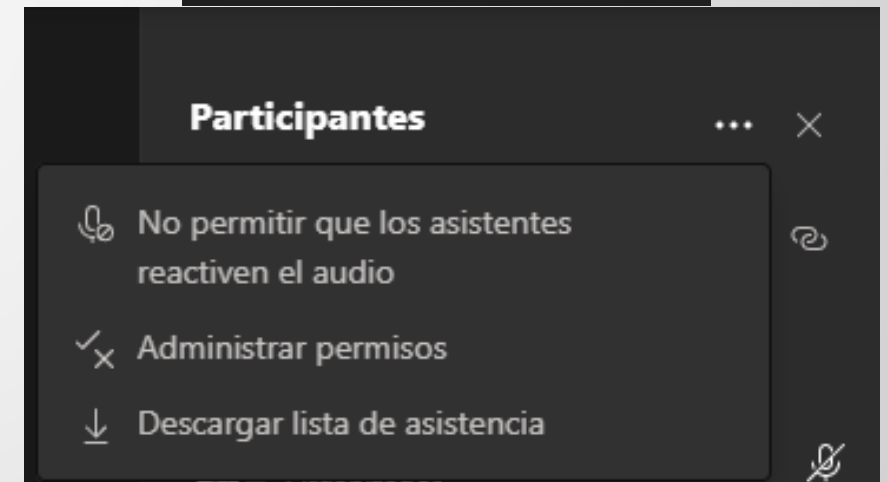 Participantes
No permitir que los asistentes
reactiven el audio
Administrar permisos
Descargar lista de asistencia